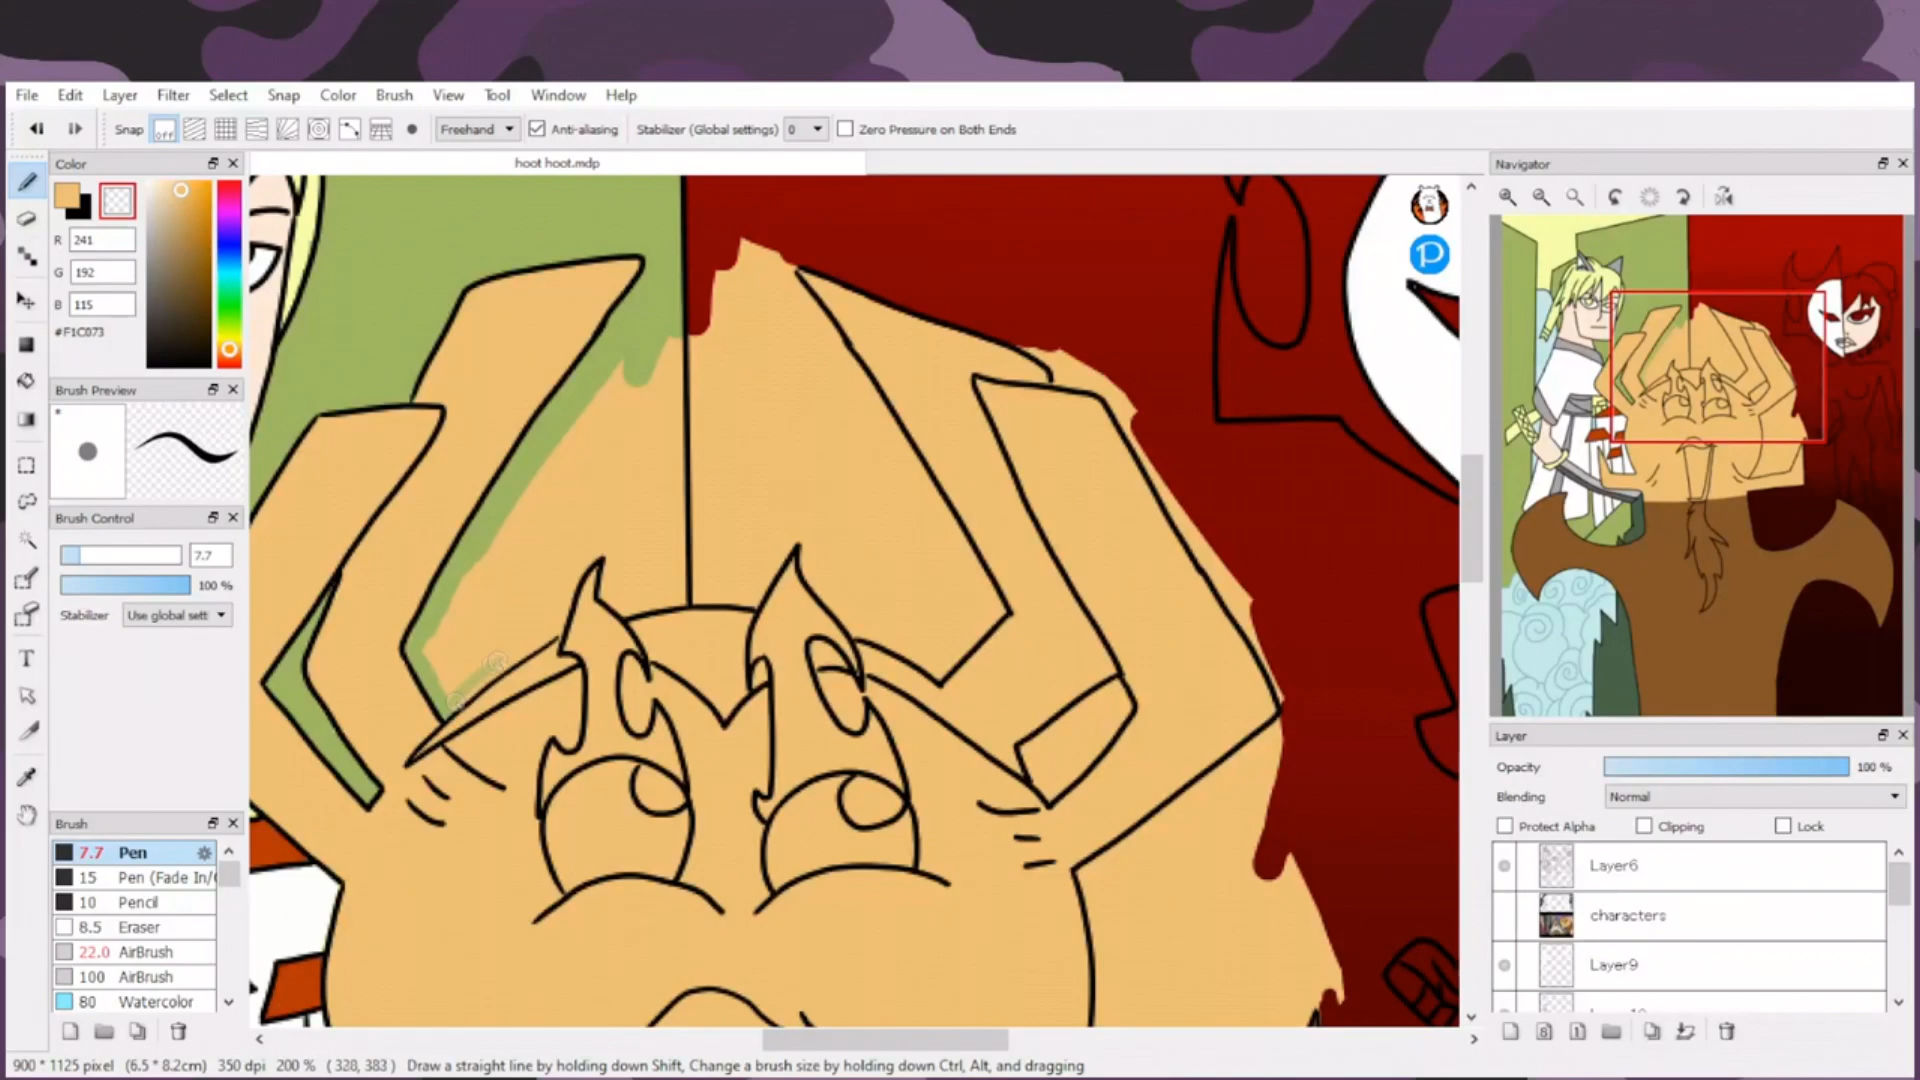 File Edit Layer Filter Select Snap Color Brush View Tool Window Help
Snap off Freehand Anti-aliasing Stabilizer (Global settings) 0 Zero Pressure on Both Ends
Color
hoot hoot.mdp
Navigator
R 241
G 192
B 115
#F1C073
Brush Preview
*
Brush Control
7.7
100 %
Stabilizer Use global sett
T
P
Brush
7.7 Pen
15 Pen (Fade In/
10 Pencil
8.5 Eraser
22.0 AirBrush
100 AirBrush
80 Watercolor
Layer
Opacity 100 %
Blending Normal
Protect Alpha Clipping Lock
Layer6
characters
Layer9
900 * 1125 pixel (6.5 * 8.2cm) 350 dpi 200 % ( 328, 383 ) Draw a straight line by holding down Shift, Change a brush size by holding down Ctrl, Alt, and dragging